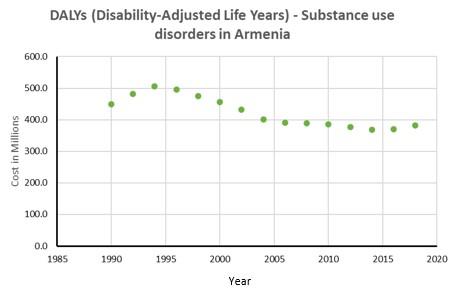 DALYs (Disability-Adjusted Life Years) - Substance use
disorders in Armenia
600.0
500.0
400.0
300.0
200.0
100.0
0.0
Cost in Millions
1985 1990 1995 2000 2005 2010 2015 2020
Year